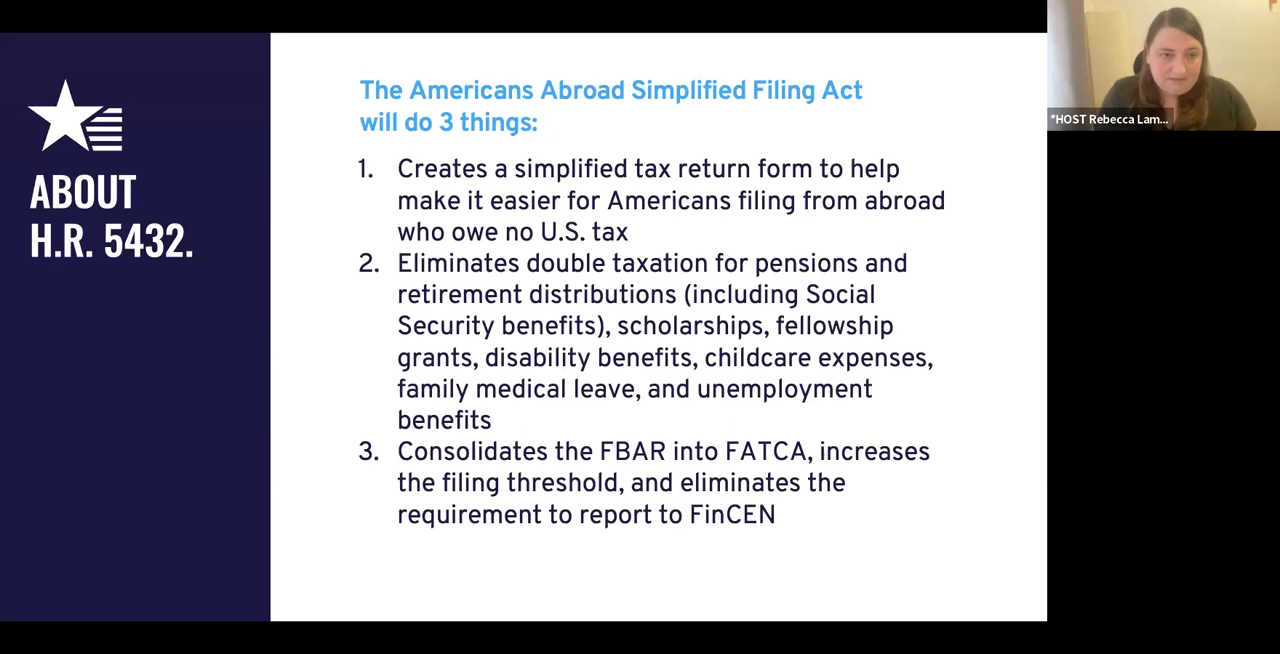 ABOUT
H.R. 5432.
The Americans Abroad Simplified Filing Act
will do 3 things:
1. Creates a simplified tax return form to help
make it easier for Americans filing from abroad
who owe no U.S. tax
2. Eliminates double taxation for pensions and
retirement distributions (including Social
Security benefits), scholarships, fellowship
grants, disability benefits, childcare expenses,
family medical leave, and unemployment
benefits
3. Consolidates the FBAR into FATCA, increases
the filing threshold, and eliminates the
requirement to report to FinCEN
*HOST Rebecca Lam...